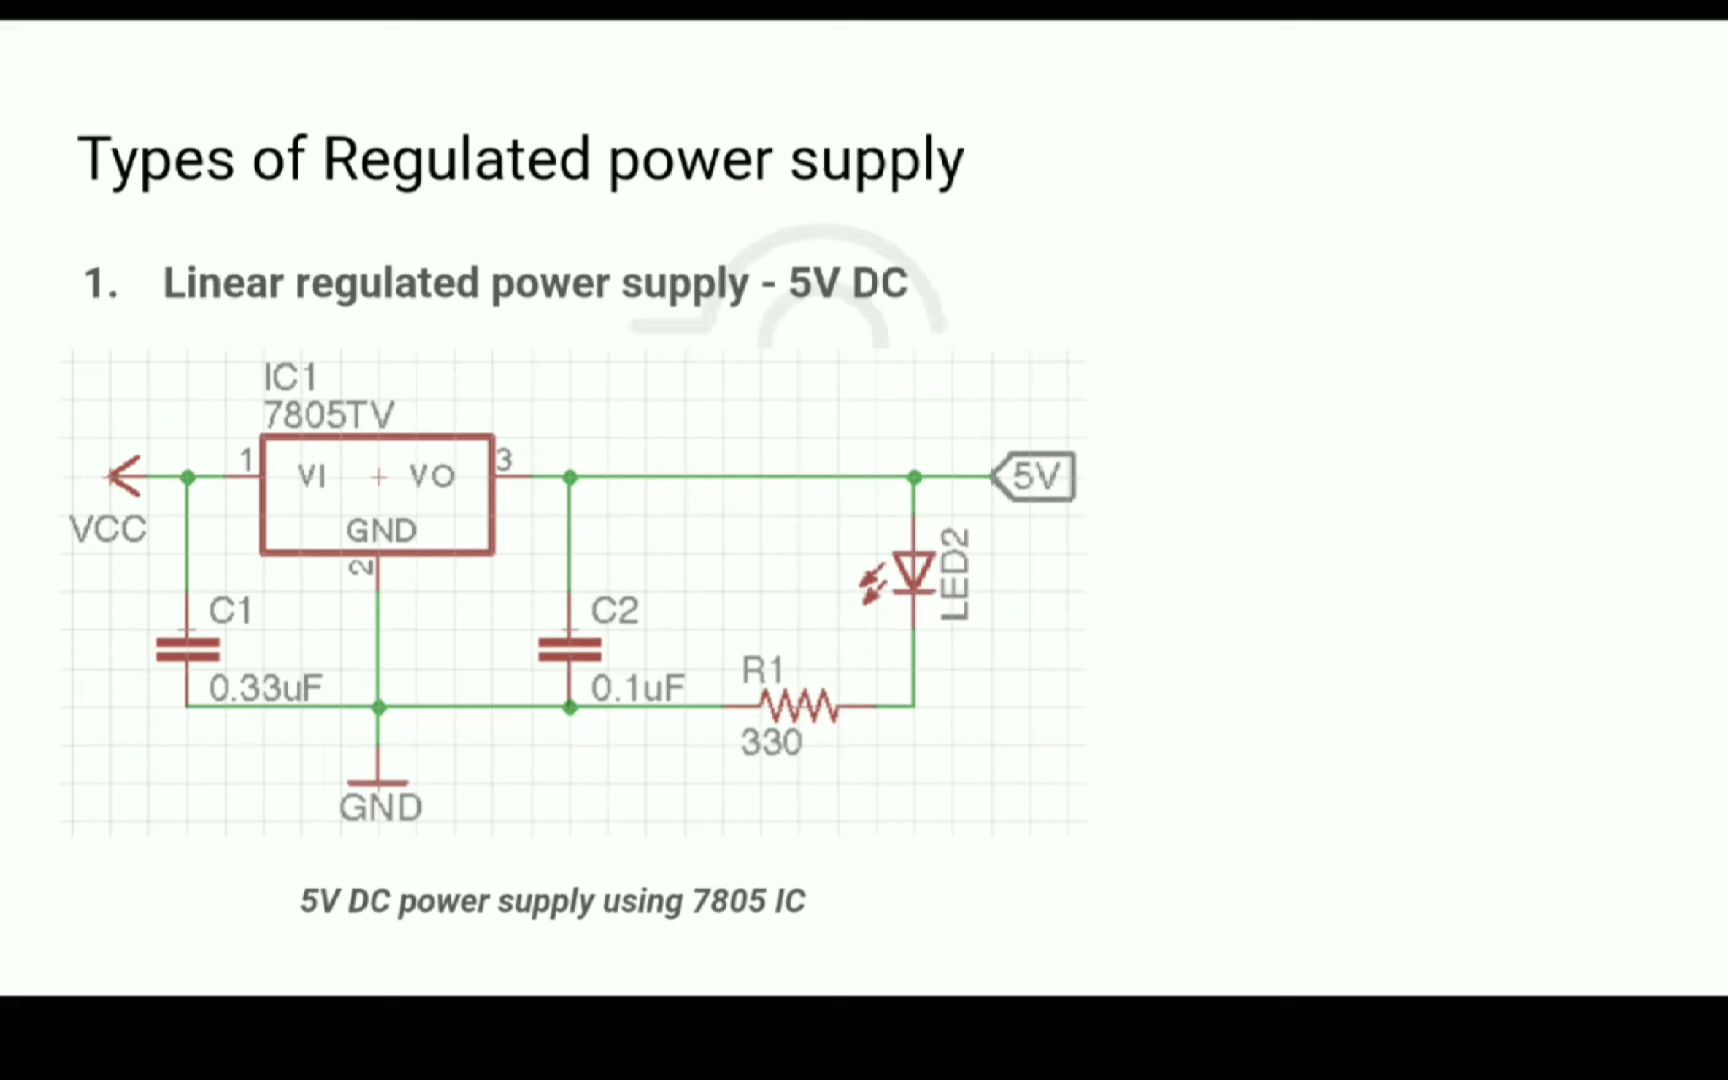 Types of Regulated power supply
1. Linear regulated power supply - 5V DC
IC1
7805TV
1
VI
VO
3
5V
VCC
GND
2
LED2
C1
0.33uF
C2
0.1uF
R1
330
GND
5V DC power supply using 7805 IC